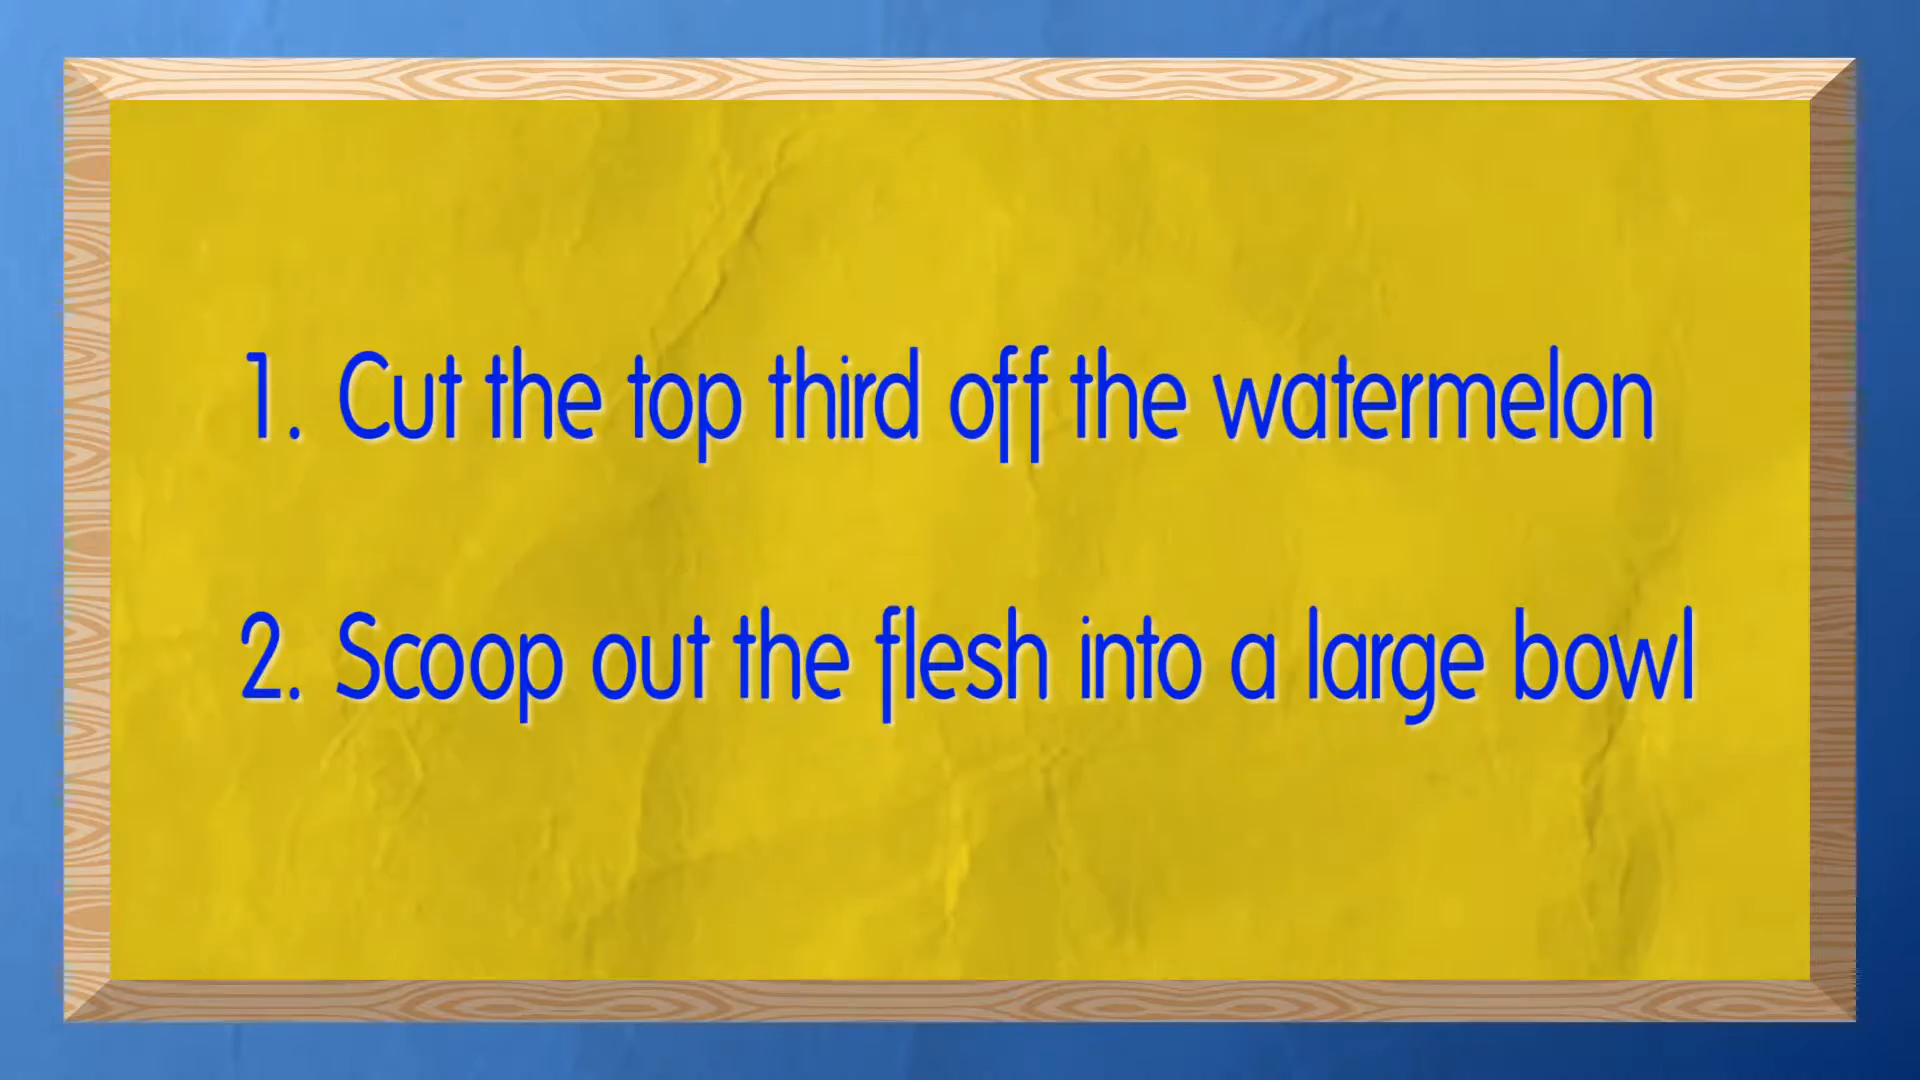 1. Cut the top third off the watermelon
2. Scoop out the flesh into a large bowl